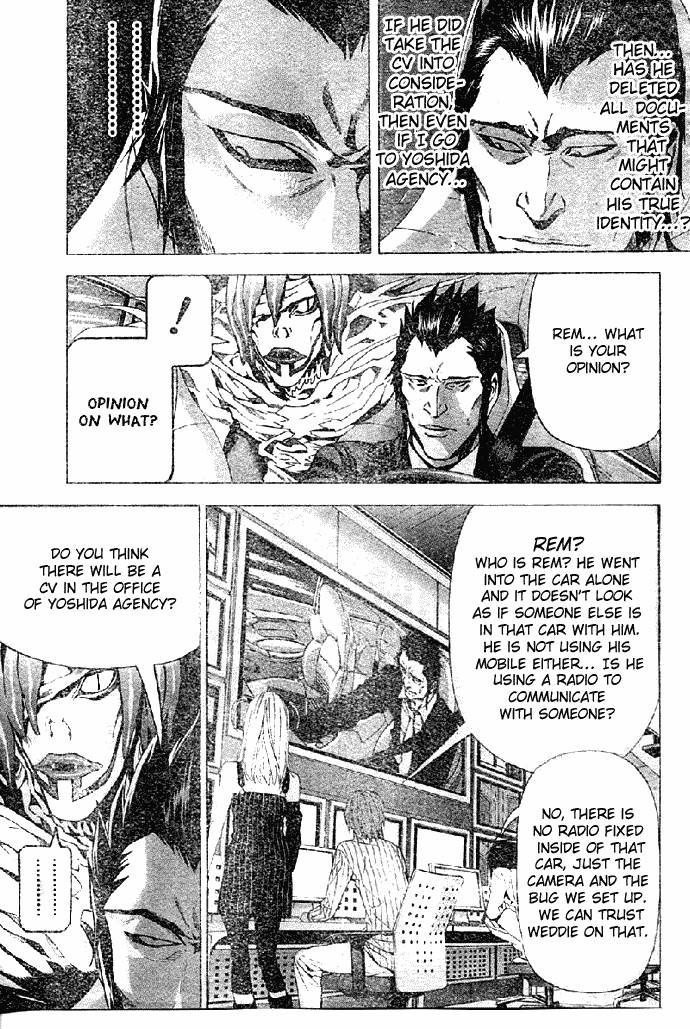 THEN...
HAS HE
DELETED
ALL DOCU-
MENTS
THAT
MIGHT
CONTAIN
HIS TRUE
IDENTITY...?
IF HE DID
TAKE THE
CV INTO
CONSIDE-
RATION,
THEN EVEN
IF I GO
TO YOSHIDA
AGENCY...
REM... WHAT
IS YOUR
OPINION?
!
OPINION
ON WHAT?
REM?
WHO IS REM? HE WENT
INTO THE CAR ALONE
AND IT DOESN'T LOOK
AS IF SOMEONE ELSE IS
IN THAT CAR WITH HIM.
HE IS NOT USING HIS
MOBILE EITHER... IS HE
USING A RADIO TO
COMMUNICATE
WITH SOMEONE?
NO, THERE IS
NO RADIO FIXED
INSIDE OF THAT
CAR, JUST THE
CAMERA AND THE
BUG WE SET UP.
WE CAN TRUST
WEDDIE ON THAT.
DO YOU THINK
THERE WILL BE A
CV IN THE OFFICE
OF YOSHIDA AGENCY?